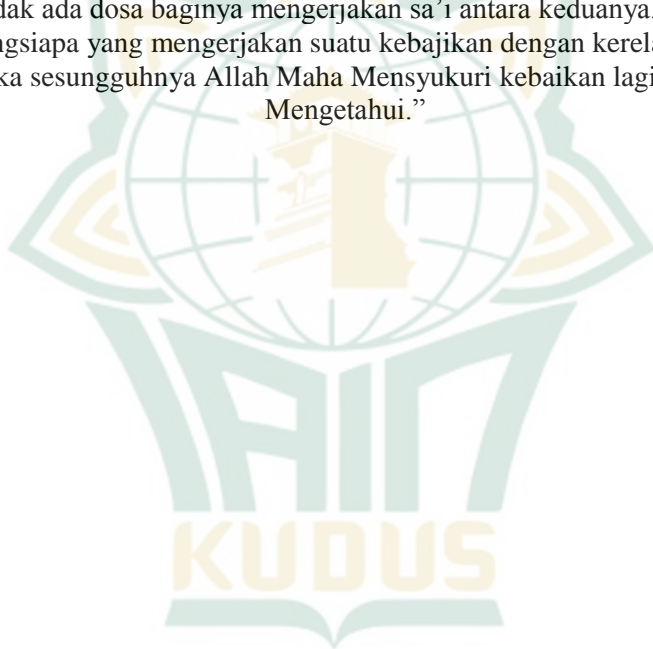 dak ada dosa baginya mengerjakan sa’i antara keduanya.
ngsiapa yang mengerjakan suatu kebajikan dengan kerela
ka sesungguhnya Allah Maha Mensyukuri kebaikan lagi
Mengetahui.”
IAIN
KUDUS